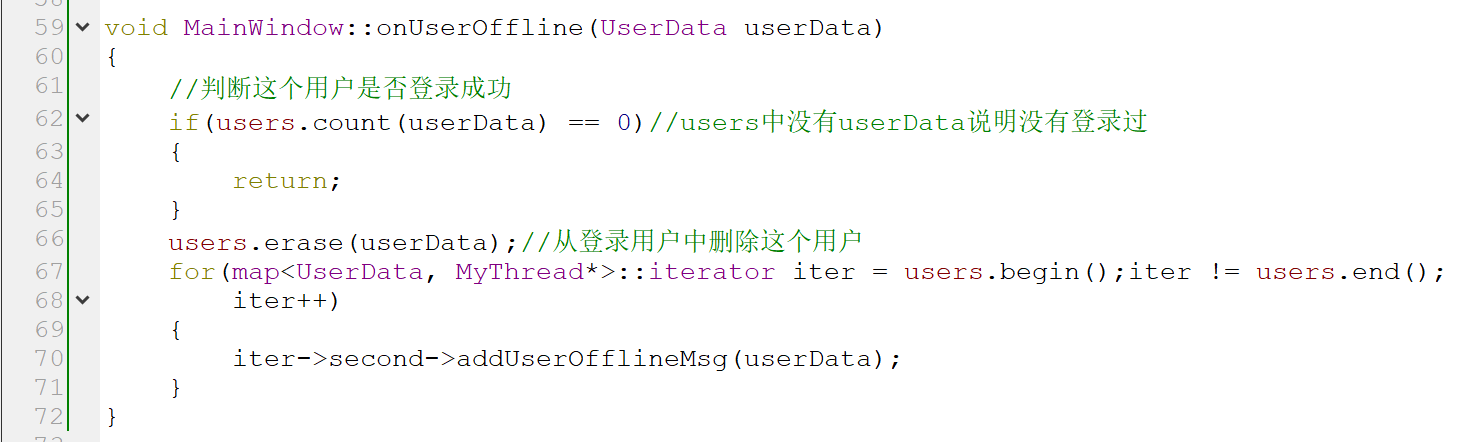 59 void MainWindow::onUserOffline(UserData userData)
60 {
61     //判断这个用户是否登录成功
62     if(users.count(userData) == 0)//users中没有userData说明没有登录过
63     {
64         return;
65     }
66     users.erase(userData);//从登录用户中删除这个用户
67     for(map<UserData, MyThread*>::iterator iter = users.begin();iter != users.end();
68         iter++)
69     {
70         iter->second->addUserOfflineMsg(userData);
71     }
72 }